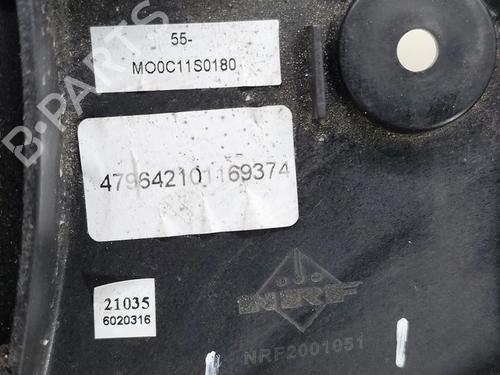 55-
MO0C11S0180
479642101169374
21035
6020316
NRF
NRF2001051
B-PARTS